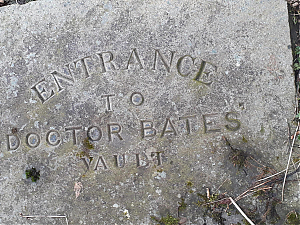 ENTRANCE
TO
DOCTOR BATES
VAULT.